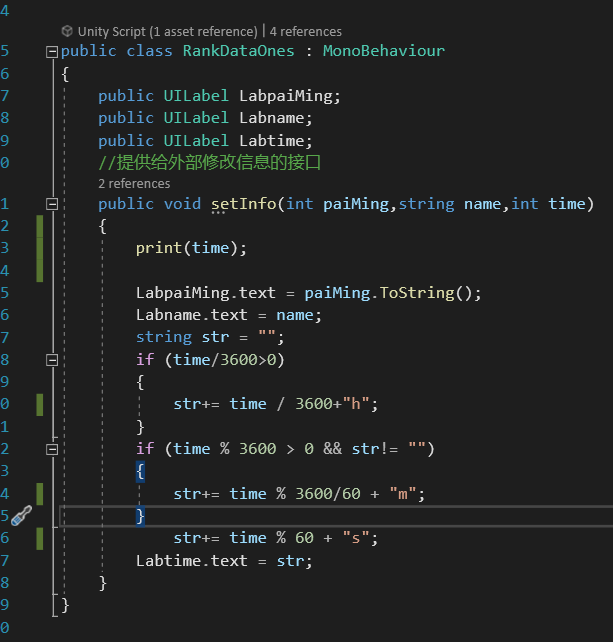 4
Unity Script (1 asset reference) | 4 references
5 public class RankDataOnes : MonoBehaviour
6 {
7 public UILabel LabpaiMing;
8 public UILabel Labname;
9 public UILabel Labtime;
0 //提供给外部修改信息的接口
2 references
1 public void setInfo(int paiMing,string name,int time)
2 {
3 print(time);
4
5 LabpaiMing.text = paiMing.ToString();
6 Labname.text = name;
7 string str = "";
8 if (time/3600>0)
9 {
0 str+= time / 3600+"h";
1 }
2 if (time % 3600 > 0 && str!= "")
3 {
4 str+= time % 3600/60 + "m";
5 }
6 str+= time % 60 + "s";
7 Labtime.text = str;
8 }
9 }
0